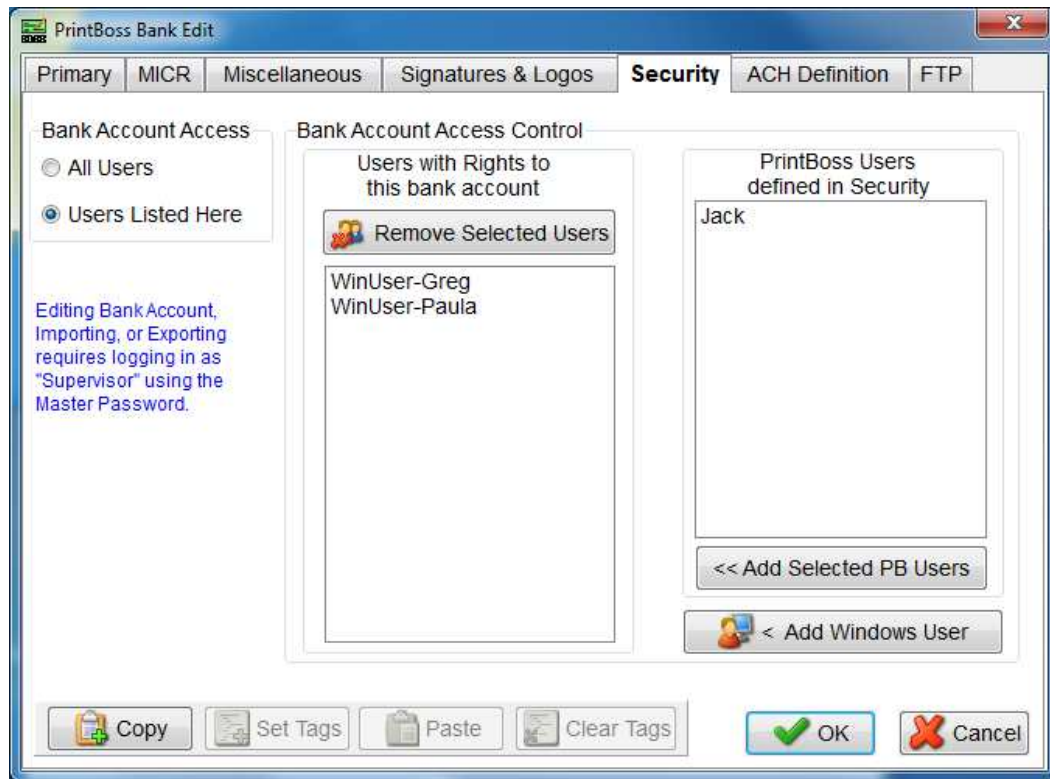 PrintBoss Bank Edit
Primary MICR Miscellaneous Signatures & Logos Security ACH Definition FTP
Bank Account Access
All Users
Users Listed Here
Editing Bank Account,
Importing, or Exporting
requires logging in as
"Supervisor" using the
Master Password.
Bank Account Access Control
Users with Rights to
this bank account
Remove Selected Users
WinUser-Greg
WinUser-Paula
PrintBoss Users
defined in Security
Jack
<< Add Selected PB Users
< Add Windows User
Copy Set Tags Paste Clear Tags OK Cancel